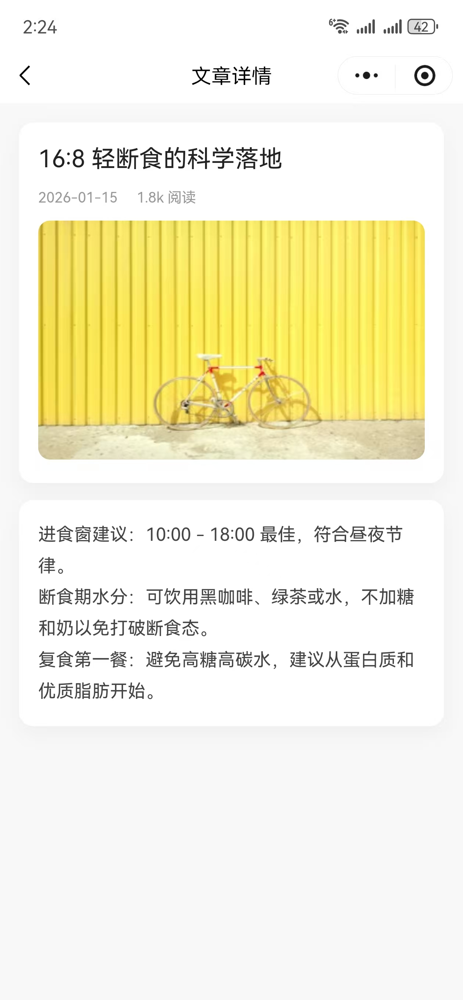 2:24
6+
42
文章详情
16:8 轻断食的科学落地
2026-01-15 1.8k 阅读
进食窗建议：10:00 - 18:00 最佳，符合昼夜节
律。
断食期水分：可饮用黑咖啡、绿茶或水，不加糖
和奶以免打破断食态。
复食第一餐：避免高糖高碳水，建议从蛋白质和
优质脂肪开始。